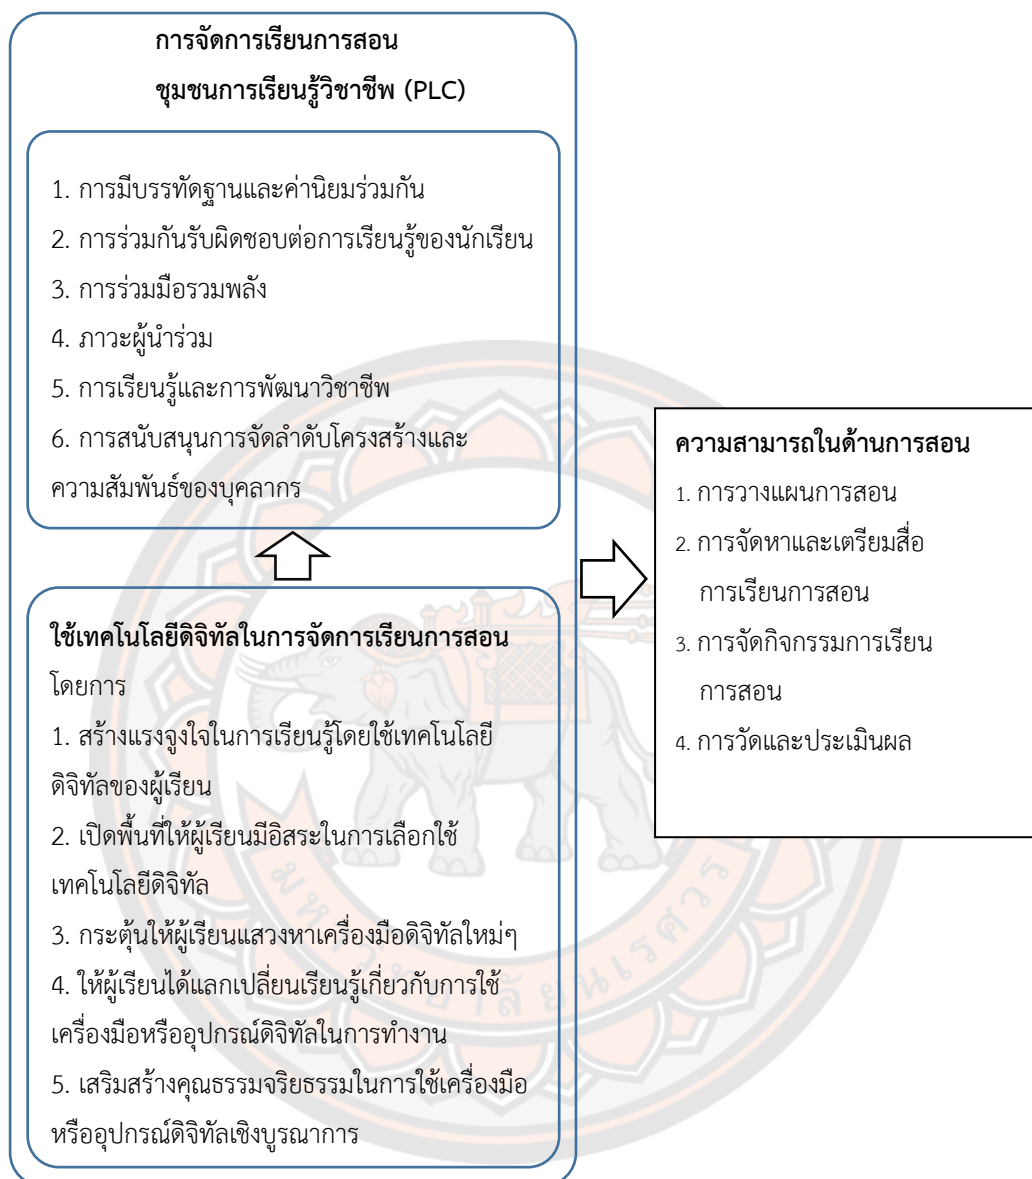 การจัดการเรียนการสอน
ชุมชนการเรียนรู้วิชาชีพ (PLC)
1. การมีบรรทัดฐานและค่านิยมร่วมกัน
2. การร่วมกันรับผิดชอบต่อการเรียนรู้ของนักเรียน
3. การร่วมมือรวมพลัง
4. ภาวะผู้นำร่วม
5. การเรียนรู้และการพัฒนาวิชาชีพ
6. การสนับสนุนการจัดลำดับโครงสร้างและ
ความสัมพันธ์ของบุคลากร
ใช้เทคโนโลยีดิจิทัลในการจัดการเรียนการสอน
โดยการ
1. สร้างแรงจูงใจในการเรียนรู้โดยใช้เทคโนโลยี
ดิจิทัลของผู้เรียน
2. เปิดพื้นที่ให้ผู้เรียนมีอิสระในการเลือกใช้
เทคโนโลยีดิจิทัล
3. กระตุ้นให้ผู้เรียนแสวงหาเครื่องมือดิจิทัลใหม่ๆ
4. ให้ผู้เรียนได้แลกเปลี่ยนเรียนรู้เกี่ยวกับการใช้
เครื่องมือหรืออุปกรณ์ดิจิทัลในการทำงาน
5. เสริมสร้างคุณธรรมจริยธรรมในการใช้เครื่องมือ
หรืออุปกรณ์ดิจิทัลเชิงบูรณาการ
ความสามารถในด้านการสอน
1. การวางแผนการสอน
2. การจัดหาและเตรียมสื่อ
การเรียนการสอน
3. การจัดกิจกรรมการเรียน
การสอน
4. การวัดและประเมินผล
มหาวิทยาลัยนเรศวร